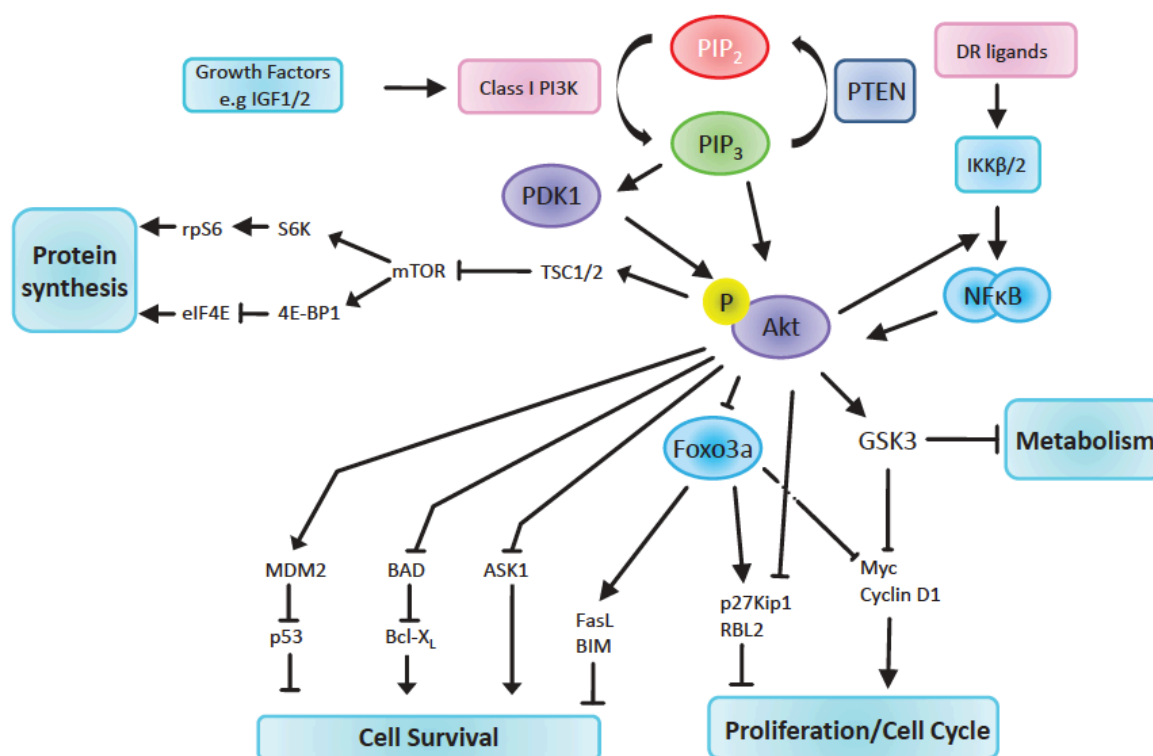 PIP2
DR ligands
Growth Factors
e.g IGF1/2
Class I PI3K
PTEN
PIP3
IKKβ/2
PDK1
Protein
synthesis
rpS6
S6K
mTOR
TSC1/2
eIF4E
4E-BP1
P
Akt
NFκB
Foxo3a
GSK3
Metabolism
MDM2
BAD
ASK1
Myc
Cyclin D1
p27Kip1
RBL2
FasL
BIM
p53
Bcl-XL
Cell Survival
Proliferation/Cell Cycle